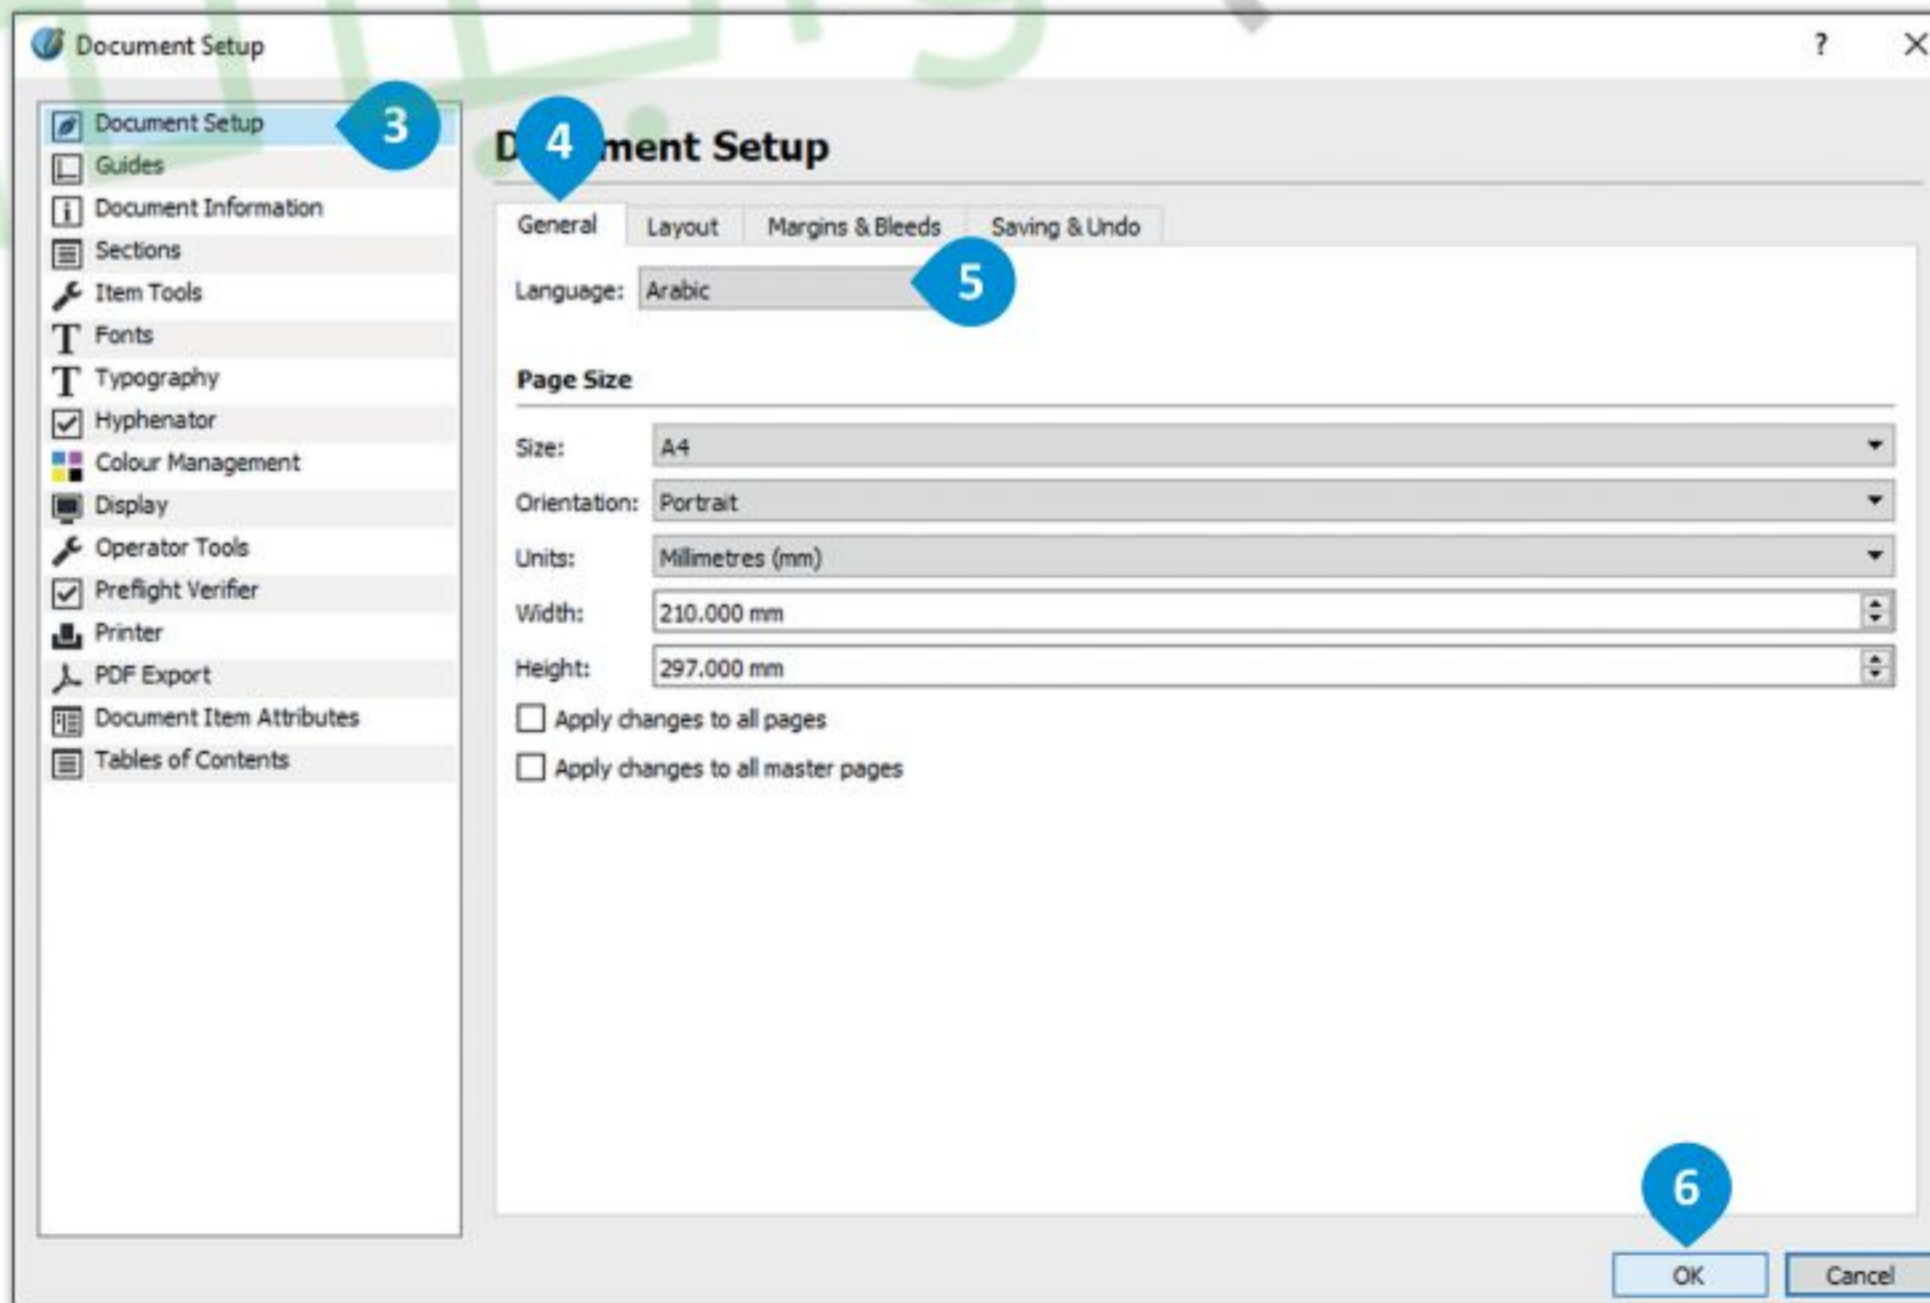 Document Setup
?
Document Setup
3
Guides
Document Information
Sections
Item Tools
Fonts
Typography
Hyphenator
Colour Management
Display
Operator Tools
Preflight Verifier
Printer
PDF Export
Document Item Attributes
Tables of Contents
4
ment Setup
General Layout Margins & Bleeds Saving & Undo
Language: Arabic
5
Page Size
Size: A4
Orientation: Portrait
Units: Millimetres (mm)
Width: 210.000 mm
Height: 297.000 mm
Apply changes to all pages
Apply changes to all master pages
6
OK Cancel